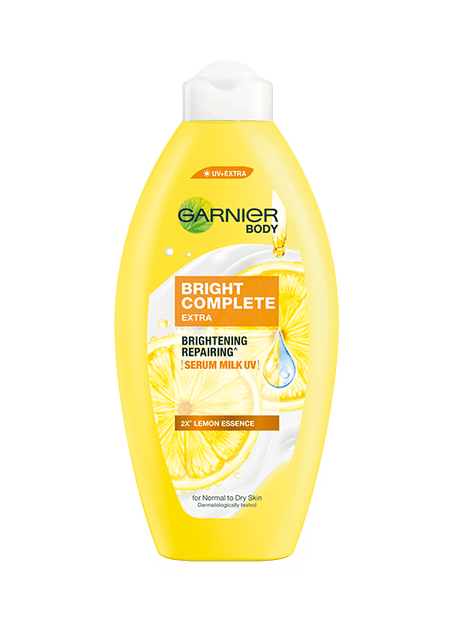 UV+EXTRA
GARNIER
BODY
BRIGHT
COMPLETE
EXTRA
BRIGHTENING
REPAIRING^
[SERUM MILK UV]
2X* LEMON ESSENCE
for Normal to Dry Skin
Dermatologically tested